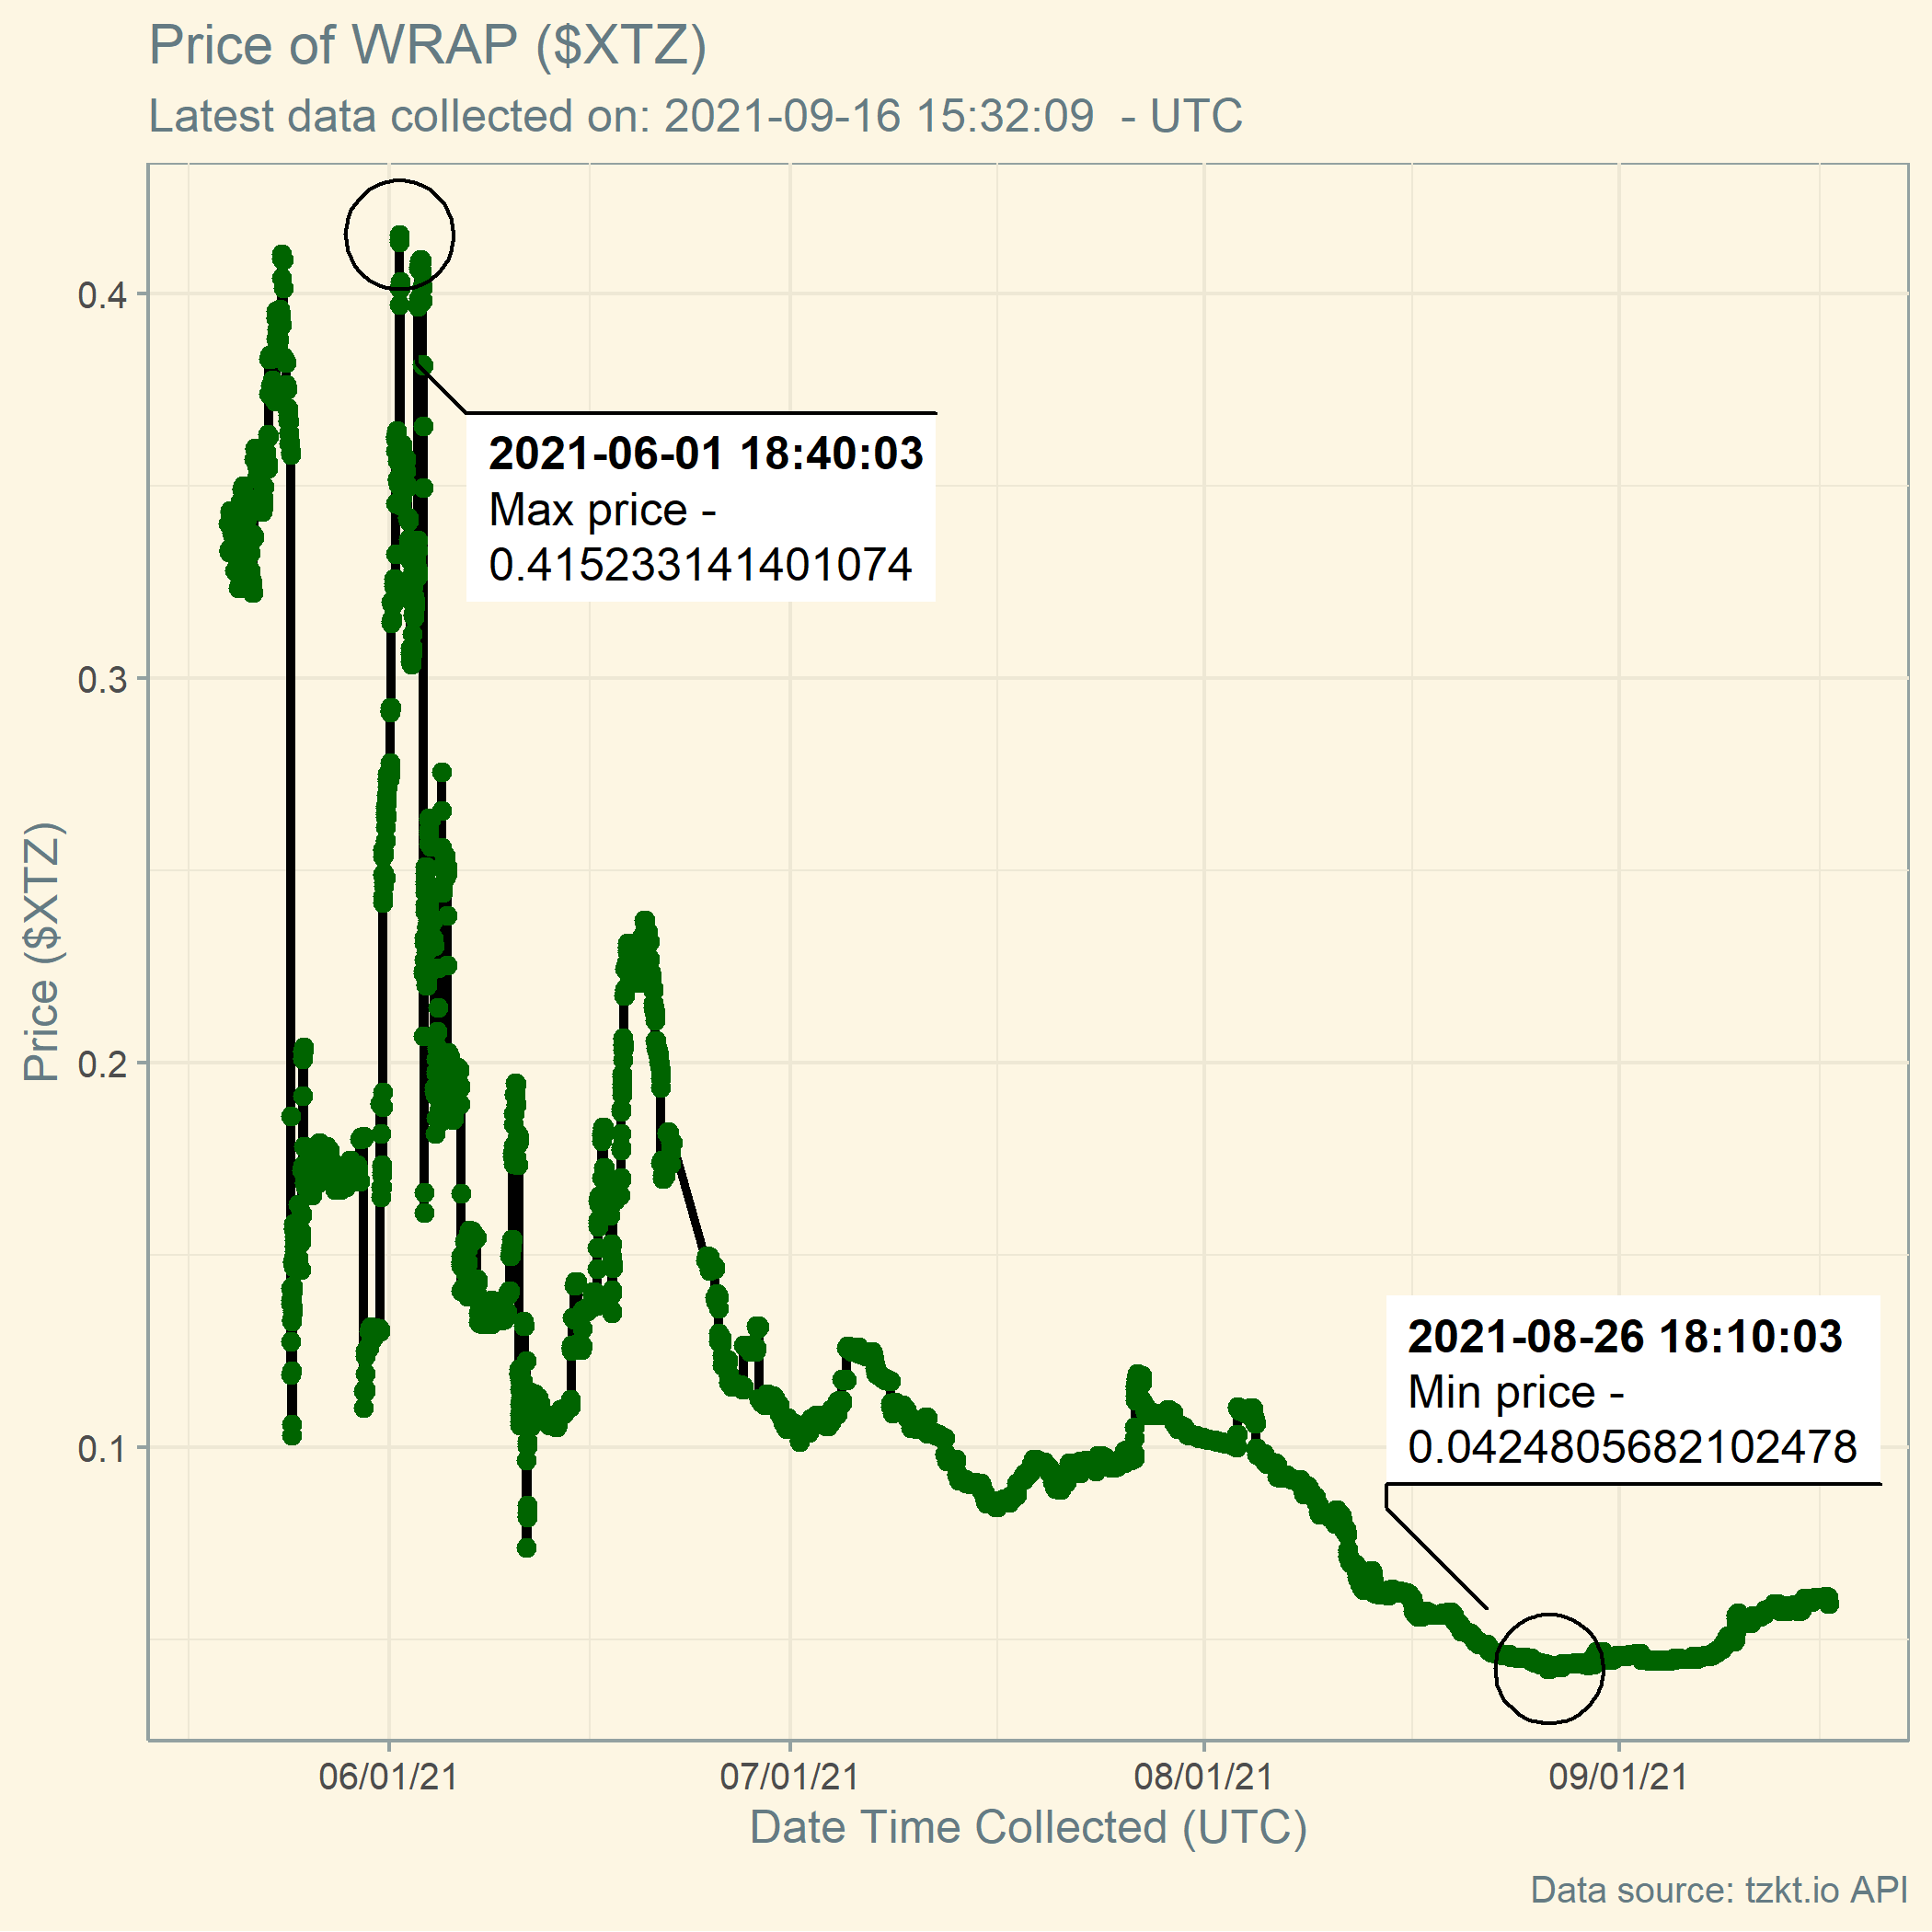 Price of WRAP ($XTZ)
Latest data collected on: 2021-09-16 15:32:09  - UTC
0.4
0.3
0.2
0.1
Price ($XTZ)
2021-06-01 18:40:03
Max price -
0.415233141401074
2021-08-26 18:10:03
Min price -
0.0424805682102478
06/01/21
07/01/21
08/01/21
09/01/21
Date Time Collected (UTC)
Data source: tzkt.io API